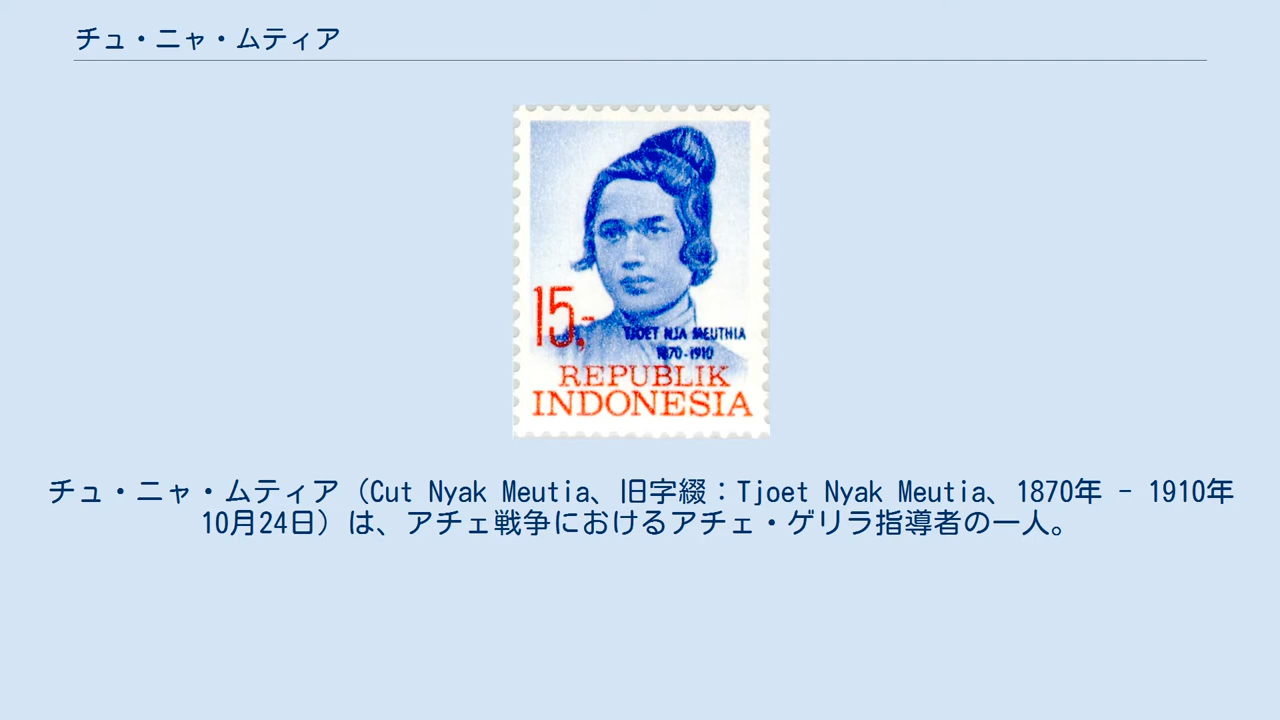 チュ・ニャ・ムティア
15,-
TJOET NJA MEUTHIA
1870-1910
REPUBLIK
INDONESIA
チュ・ニャ・ムティア（Cut Nyak Meutia、旧字綴：Tjoet Nyak Meutia、1870年 - 1910年
10月24日）は、アチェ戦争におけるアチェ・ゲリラ指導者の一人。